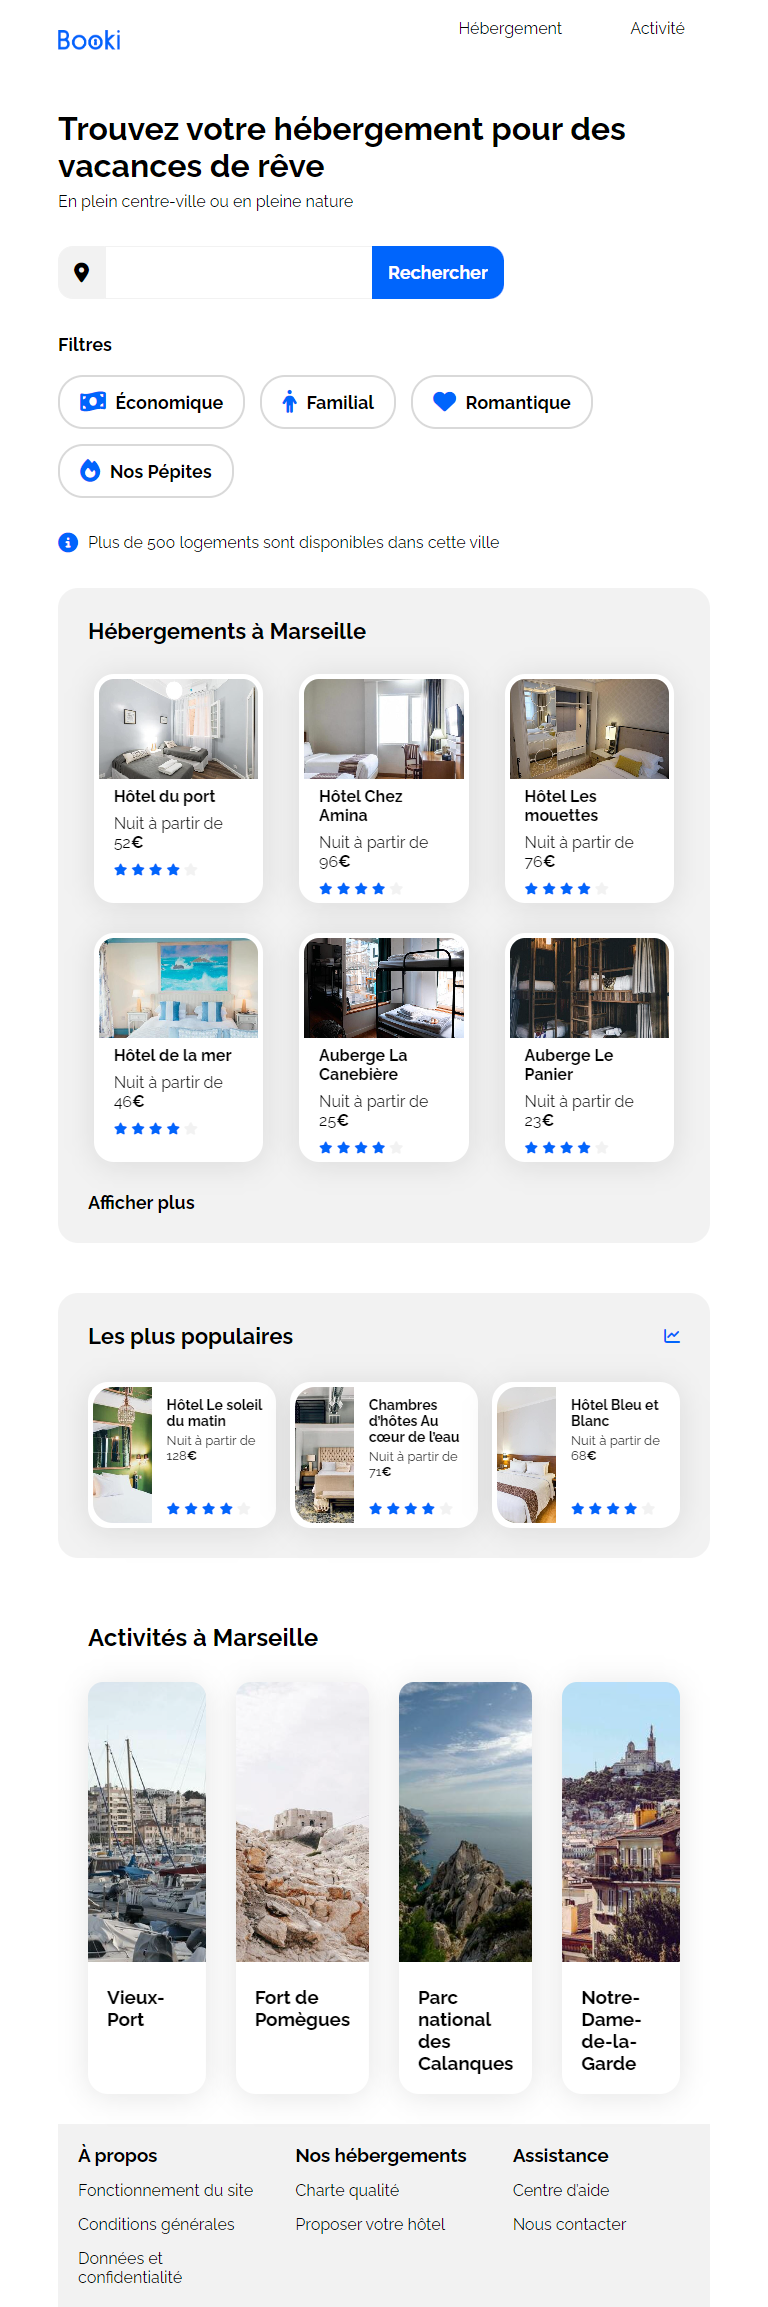 Booki
Hébergement
Activité
Trouvez votre hébergement pour des
vacances de rêve
En plein centre-ville ou en pleine nature
Rechercher
Filtres
Économique
Familial
Romantique
Nos Pépites
Plus de 500 logements sont disponibles dans cette ville
Hébergements à Marseille
Hôtel du port
Nuit à partir de
52€
Hôtel Chez
Amina
Nuit à partir de
96€
Hôtel Les
mouettes
Nuit à partir de
76€
Hôtel de la mer
Nuit à partir de
46€
Auberge La
Canebière
Nuit à partir de
25€
Auberge Le
Panier
Nuit à partir de
23€
Afficher plus
Les plus populaires
Hôtel Le soleil
du matin
Nuit à partir de
128€
Chambres
d'hôtes Au
cœur de l'eau
Nuit à partir de
71€
Hôtel Bleu et
Blanc
Nuit à partir de
68€
Activités à Marseille
Vieux-
Port
Fort de
Pomègues
Parc
national
des
Calanques
Notre-
Dame-
de-la-
Garde
À propos
Fonctionnement du site
Conditions générales
Données et
confidentialité
Nos hébergements
Charte qualité
Proposer votre hôtel
Assistance
Centre d'aide
Nous contacter